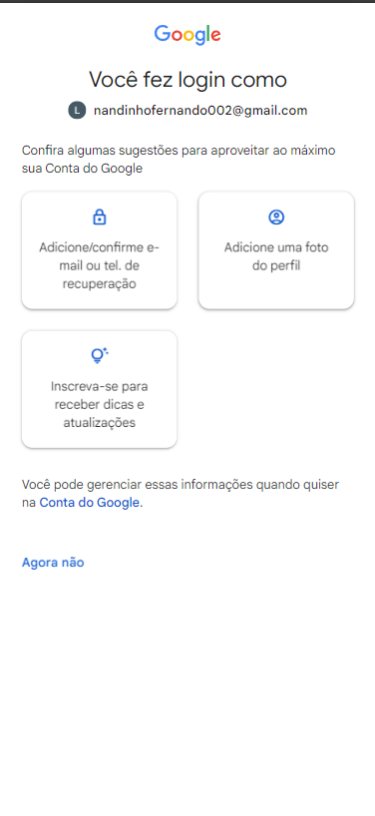 Google
Você fez login como
L nandinhofernando002@gmail.com
Confira algumas sugestões para aproveitar ao máximo
sua Conta do Google
Adicione/confirme e-
mail ou tel. de
recuperação
Adicione uma foto
do perfil
Inscreva-se para
receber dicas e
atualizações
Você pode gerenciar essas informações quando quiser
na Conta do Google.
Agora não